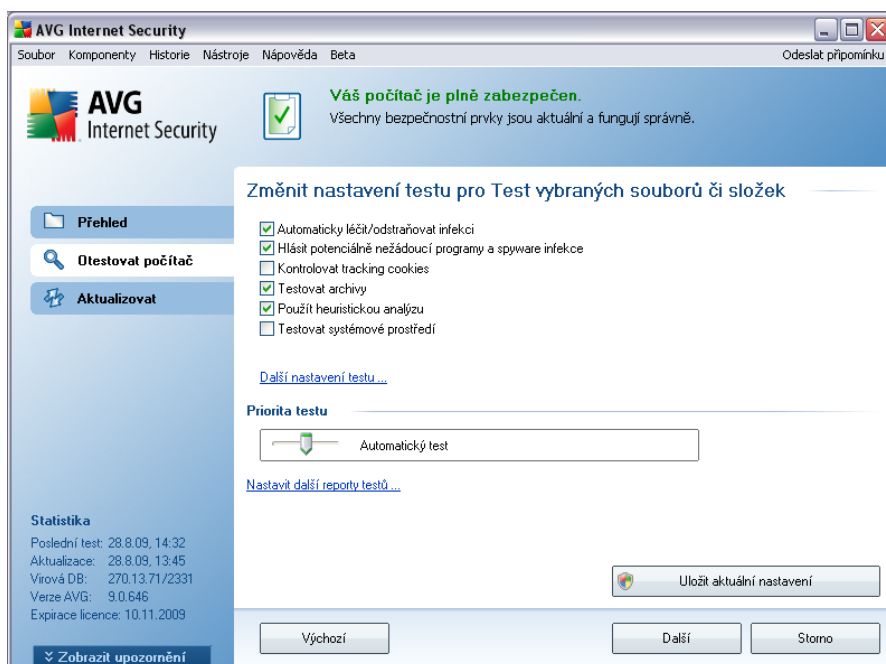 AVG Internet Security
Soubor Komponenty Historie Nástroje Nápověda Beta Odeslat připomínku
AVG
Internet Security
Váš počítač je plně zabezpečen.
Všechny bezpečnostní prvky jsou aktuální a fungují správně.
Přehled
Otestovat počítač
Aktualizovat
Změnit nastavení testu pro Test vybraných souborů či složek
Automaticky léčit/odstraňovat infekci
Hlásit potenciálně nežádoucí programy a spyware infekce
Kontrolovat tracking cookies
Testovat archivy
Použít heuristickou analýzu
Testovat systémové prostředí
Další nastavení testu ...
Priorita testu
Automatický test
Nastavit další reporty testů ...
Statistika
Poslední test: 28.8.09, 14:32
Aktualizace: 28.8.09, 13:45
Virová DB: 270.13.71/2331
Verze AVG: 9.0.646
Expirace licence: 10.11.2009
Zobrazit upozornění
Uložit aktuální nastavení
Výchozí
Další
Storno